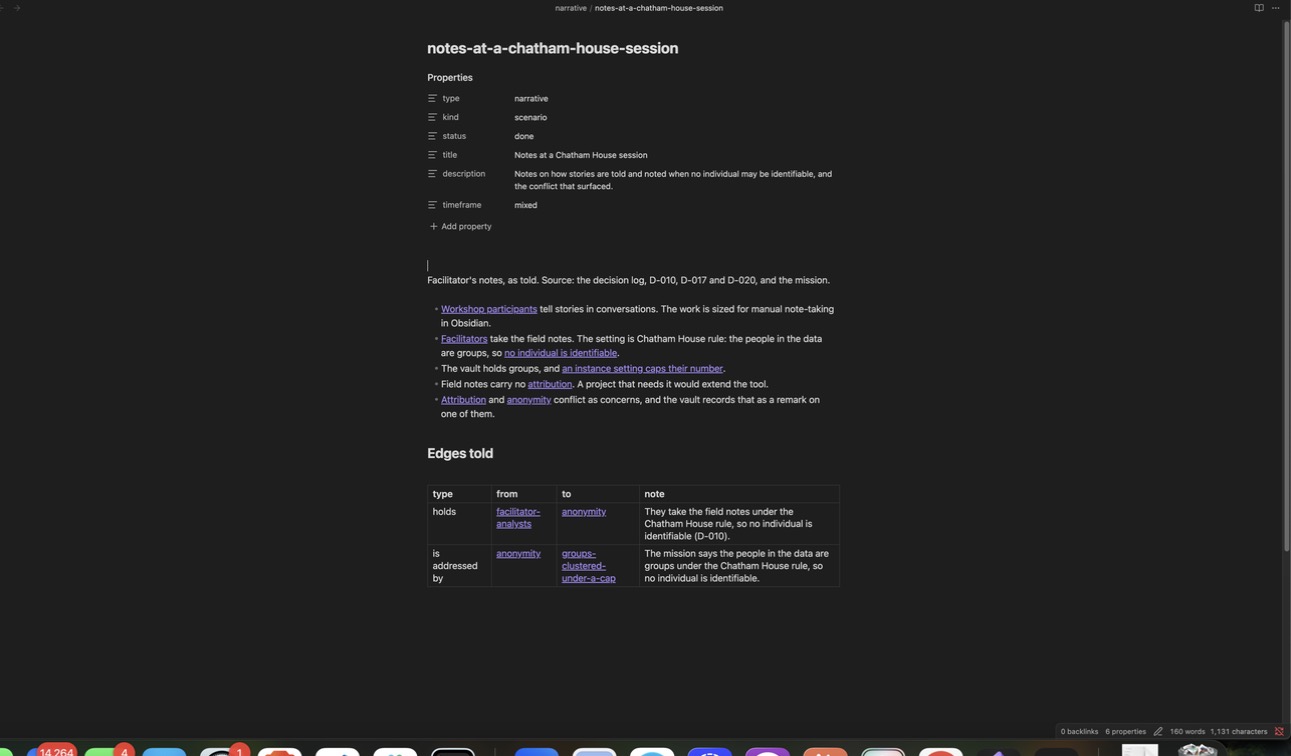 narrative / notes-at-a-chatham-house-session
notes-at-a-chatham-house-session
Properties
type narrative
kind scenario
status done
title Notes at a Chatham House session
description Notes on how stories are told and noted when no individual may be identifiable, and
the conflict that surfaced.
timeframe mixed
+ Add property
Facilitator's notes, as told. Source: the decision log, D-010, D-017 and D-020, and the mission.
• Workshop participants tell stories in conversations. The work is sized for manual note-taking
in Obsidian.
• Facilitators take the field notes. The setting is Chatham House rule: the people in the data
are groups, so no individual is identifiable.
• The vault holds groups, and an instance setting caps their number.
• Field notes carry no attribution. A project that needs it would extend the tool.
• Attribution and anonymity conflict as concerns, and the vault records that as a remark on
one of them.
Edges told
type from to note
holds facilitator- anonymity They take the field notes under the
analysts Chatham House rule, so no individual is
identifiable (D-010).
is anonymity groups- The mission says the people in the data are
addressed clustered- groups under the Chatham House rule, so
by under-a-cap no individual is identifiable.
0 backlinks 6 properties 160 words 1,131 characters
14,264 4 1